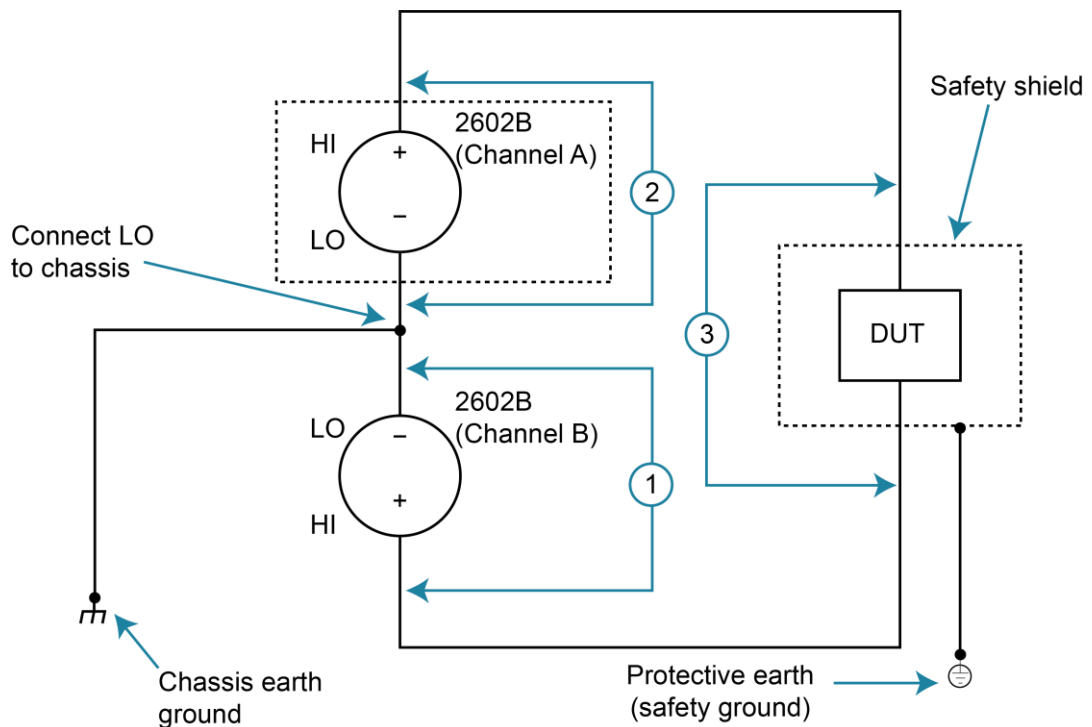 Safety shield
2602B
(Channel A)
HI
+
2
−
LO
Connect LO
to chassis
DUT
3
2602B
(Channel B)
LO
−
1
+
HI
Chassis earth
ground
Protective earth
(safety ground)